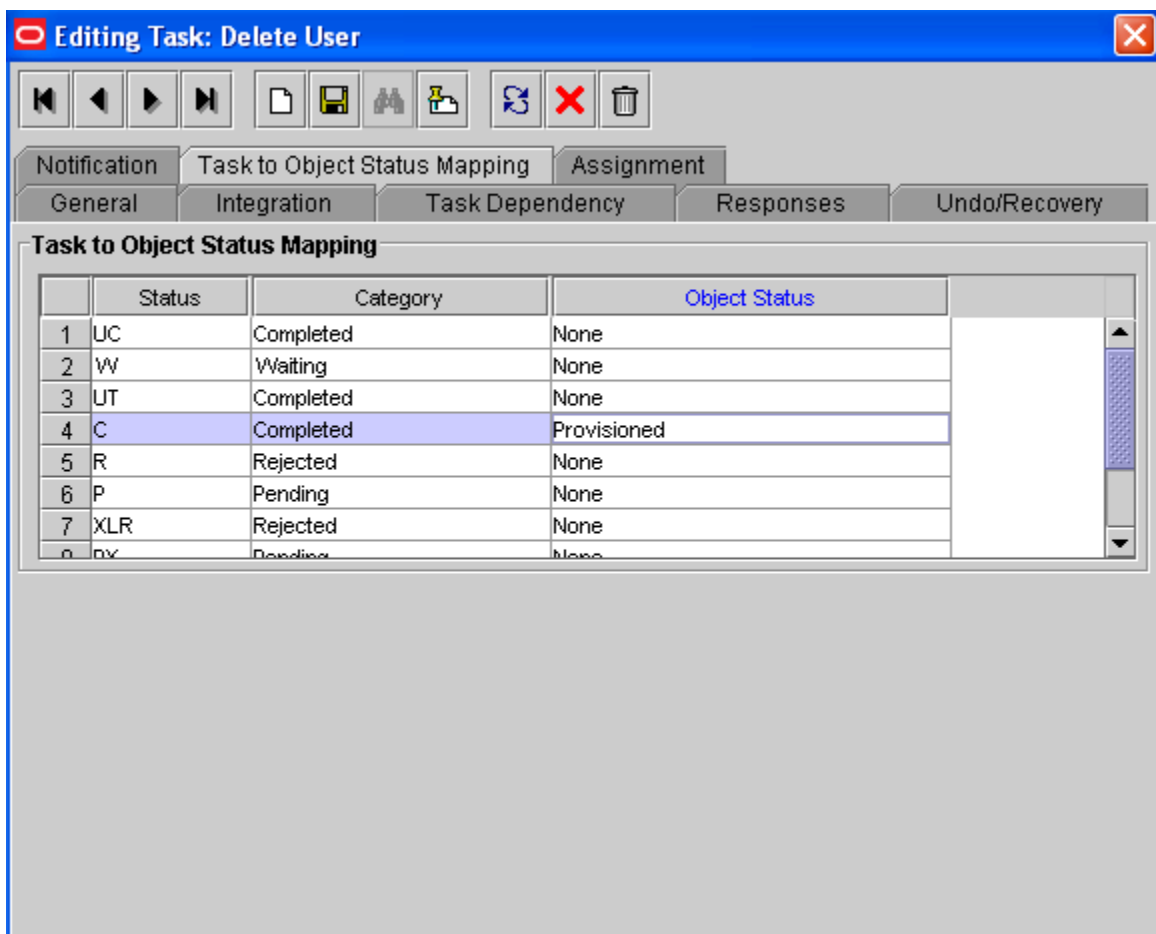 Editing Task: Delete User
Notification Task to Object Status Mapping Assignment
General Integration Task Dependency Responses Undo/Recovery
Task to Object Status Mapping
Status Category Object Status
1 UC Completed None
2 W Waiting None
3 UT Completed None
4 C Completed Provisioned
5 R Rejected None
6 P Pending None
7 XLR Rejected None
Pending None